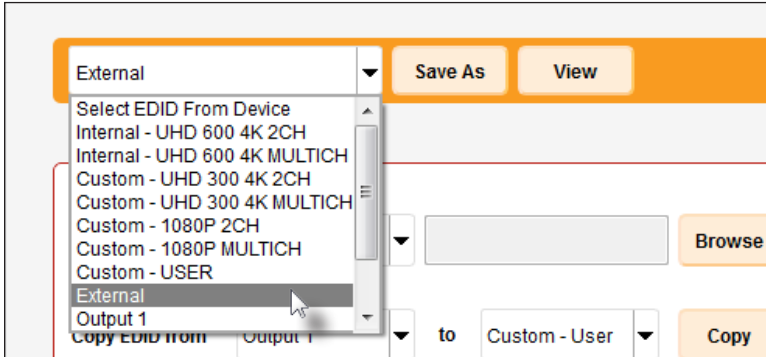 External Save As View
Select EDID From Device
Internal - UHD 600 4K 2CH
Internal - UHD 600 4K MULTICH
Custom - UHD 300 4K 2CH
Custom - UHD 300 4K MULTICH
Custom - 1080P 2CH
Custom - 1080P MULTICH
Browse
Custom - USER
External
Output 1
Copy EDID from Output 1 to Custom - User Copy